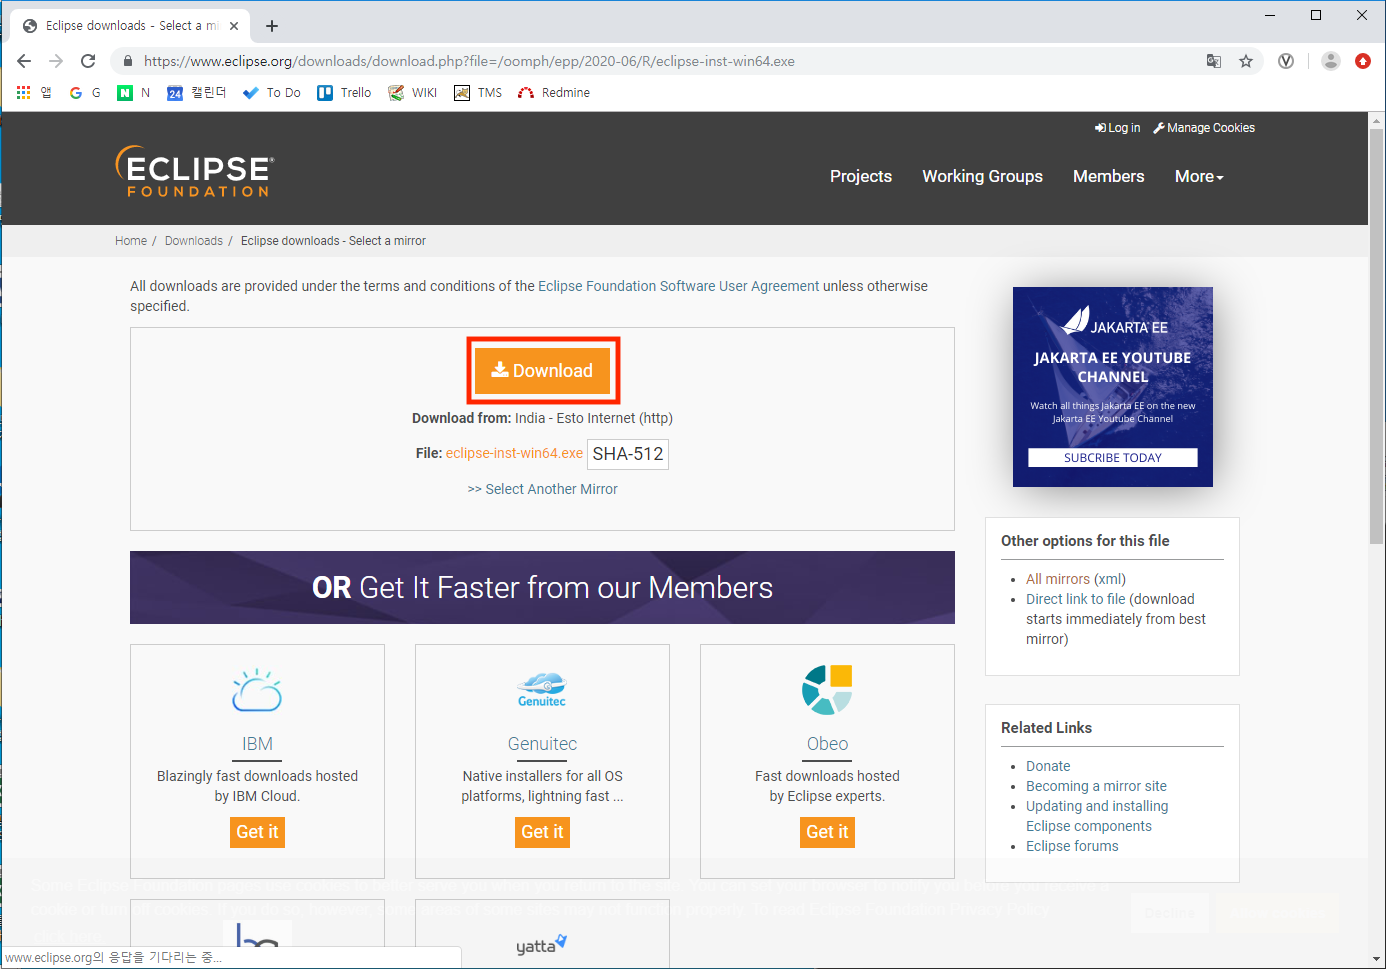 Eclipse downloads - Select a mi
https://www.eclipse.org/downloads/download.php?file=/oomph/epp/2020-06/R/eclipse-inst-win64.exe
앱 G G N N 24 캘린더 To Do Trello WIKI TMS Redmine
Log in Manage Cookies
ECLIPSE®
FOUNDATION
Projects Working Groups Members More
Home / Downloads / Eclipse downloads - Select a mirror
All downloads are provided under the terms and conditions of the Eclipse Foundation Software User Agreement unless otherwise
specified.
Download
Download from: India - Esto Internet (http)
File: eclipse-inst-win64.exe SHA-512
>> Select Another Mirror
OR Get It Faster from our Members
IBM
Blazingly fast downloads hosted
by IBM Cloud.
Get it
Genuitec
Genuitec
Native installers for all OS
platforms, lightning fast ...
Get it
Obeo
Fast downloads hosted
by Eclipse experts.
Get it
yatta
JAKARTA EE
JAKARTA EE YOUTUBE
CHANNEL
Watch all things Jakarta EE on the new
Jakarta EE Youtube Channel
SUBCRIBE TODAY
Other options for this file
All mirrors (xml)
Direct link to file (download
starts immediately from best
mirror)
Related Links
Donate
Becoming a mirror site
Updating and installing
Eclipse components
Eclipse forums
www.eclipse.org의 응답을 기다리는 중...